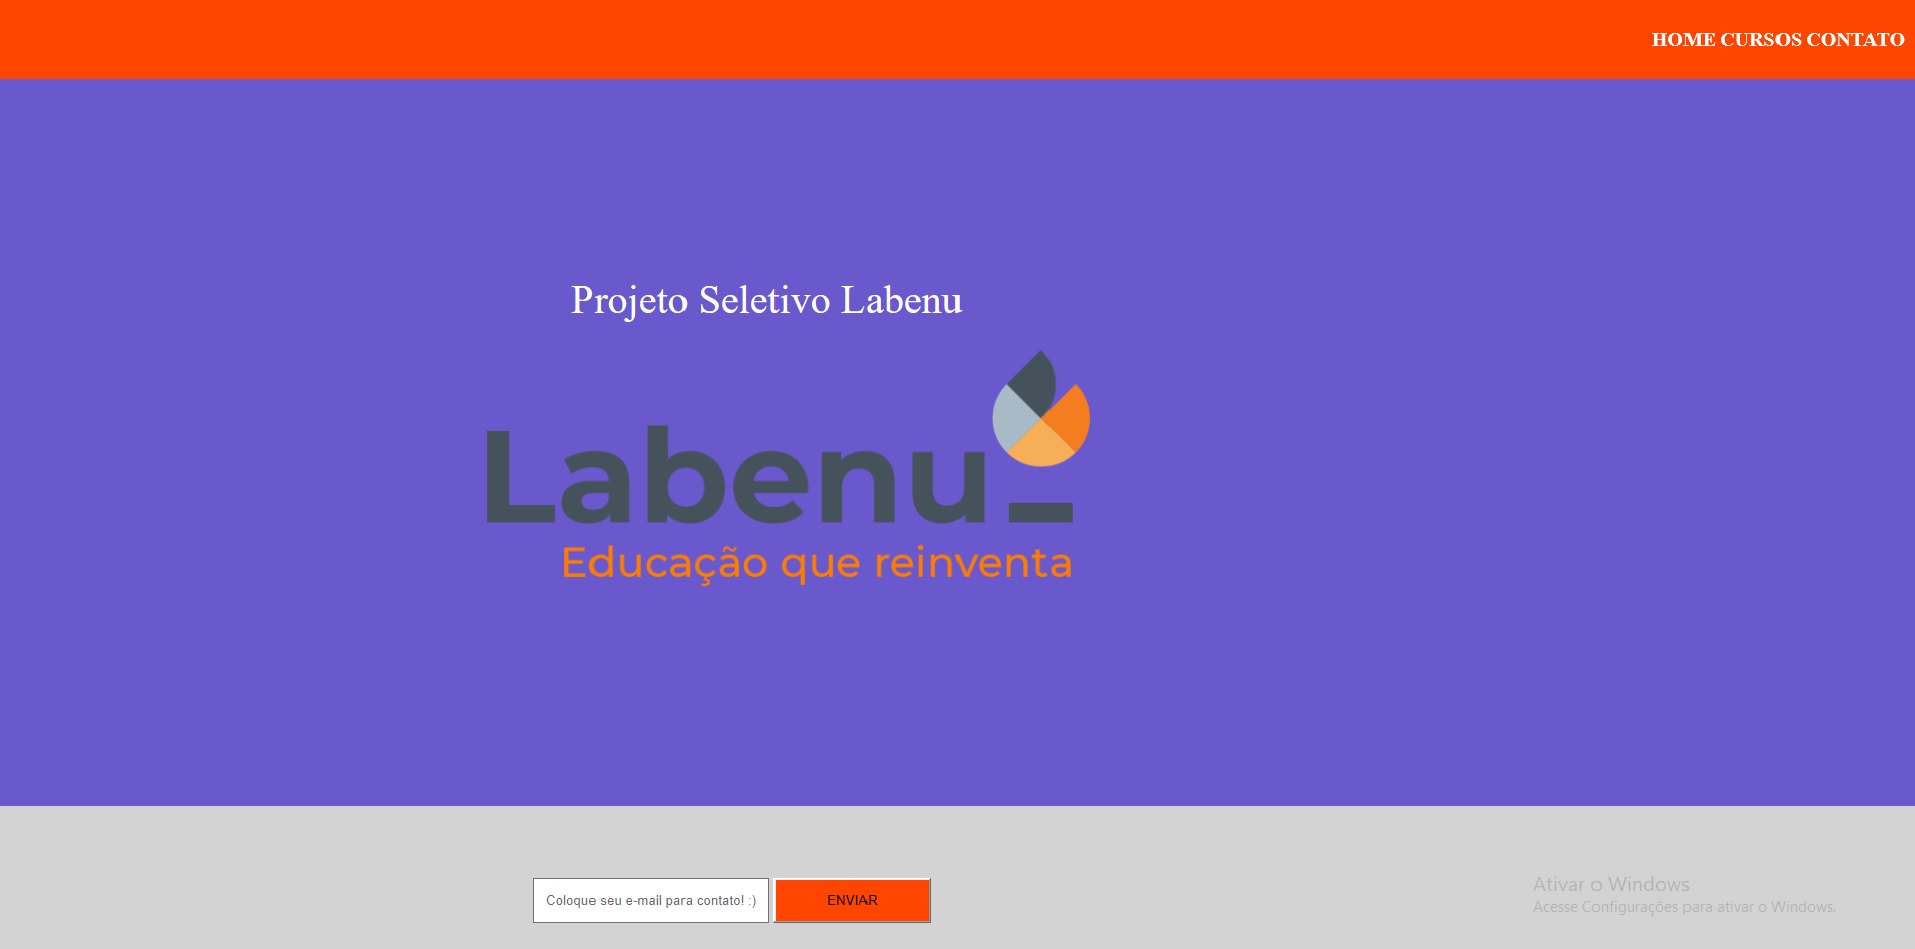 HOME CURSOS CONTATO
Projeto Seletivo Labenu
Labenu_
Educação que reinventa
Coloque seu e-mail para contato! :)
ENVIAR
Ativar o Windows
Acesse Configurações para ativar o Windows.